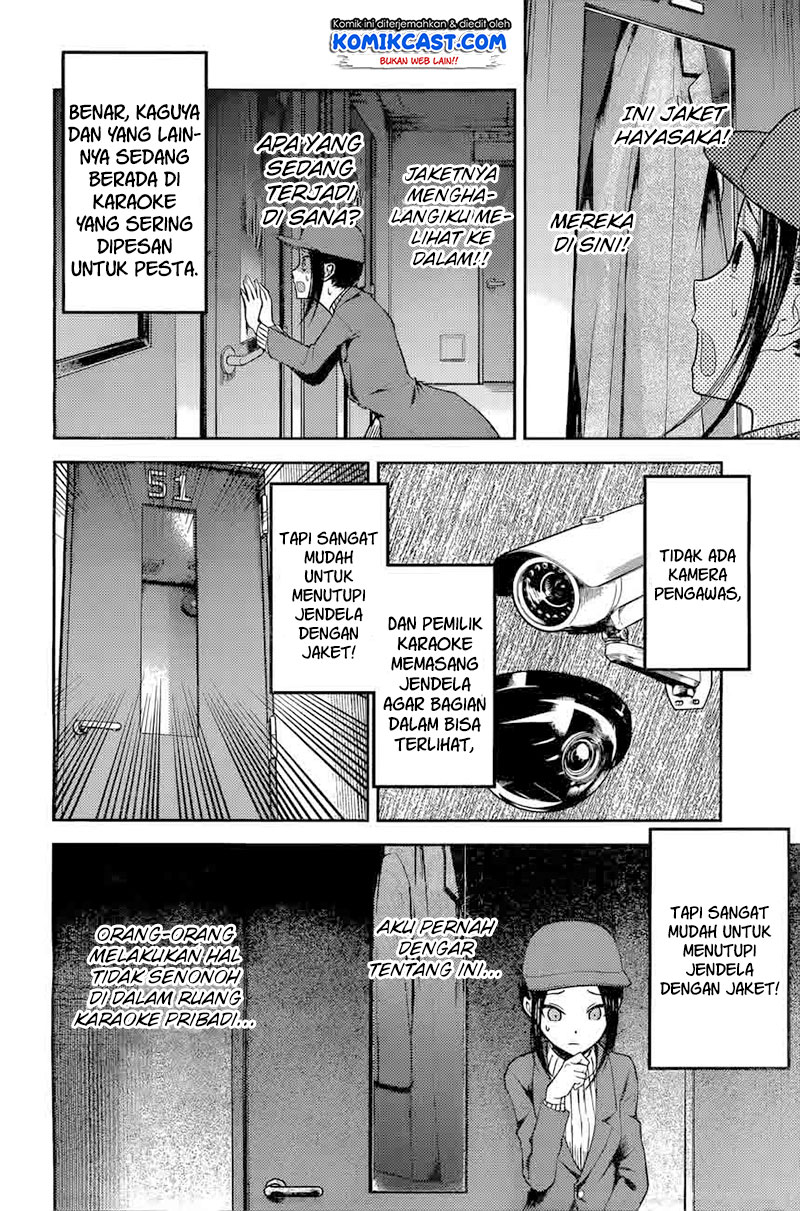 Komik ini diterjemahkan & diedit oleh
KOMIKCAST.COM
BUKAN WEB LAIN!!
INI JAKET
HAYASAKA!
MEREKA
DI SINI!
JAKETNYA
MENGHA-
LANGIKU ME-
LIHAT KE
DALAM!!
APA YANG
SEDANG
TERJADI
DI SANA?
BENAR, KAGUYA
DAN YANG LAIN-
NYA SEDANG
BERADA DI
KARAOKE
YANG SERING
DIPESAN
UNTUK PESTA.
TIDAK ADA
KAMERA
PENGAWAS,
DAN PEMILIK
KARAOKE
MEMASANG
JENDELA
AGAR BAGIAN
DALAM BISA
TERLIHAT,
TAPI SANGAT
MUDAH
UNTUK
MENUTUPI
JENDELA
DENGAN
JAKET!
51
TAPI SANGAT
MUDAH UNTUK
MENUTUPI
JENDELA
DENGAN JAKET!
AKU PERNAH
DENGAR
TENTANG INI...
ORANG-ORANG
MELAKUKAN HAL
TIDAK SENONOH
DI DALAM RUANG
KARAOKE PRIBADI...